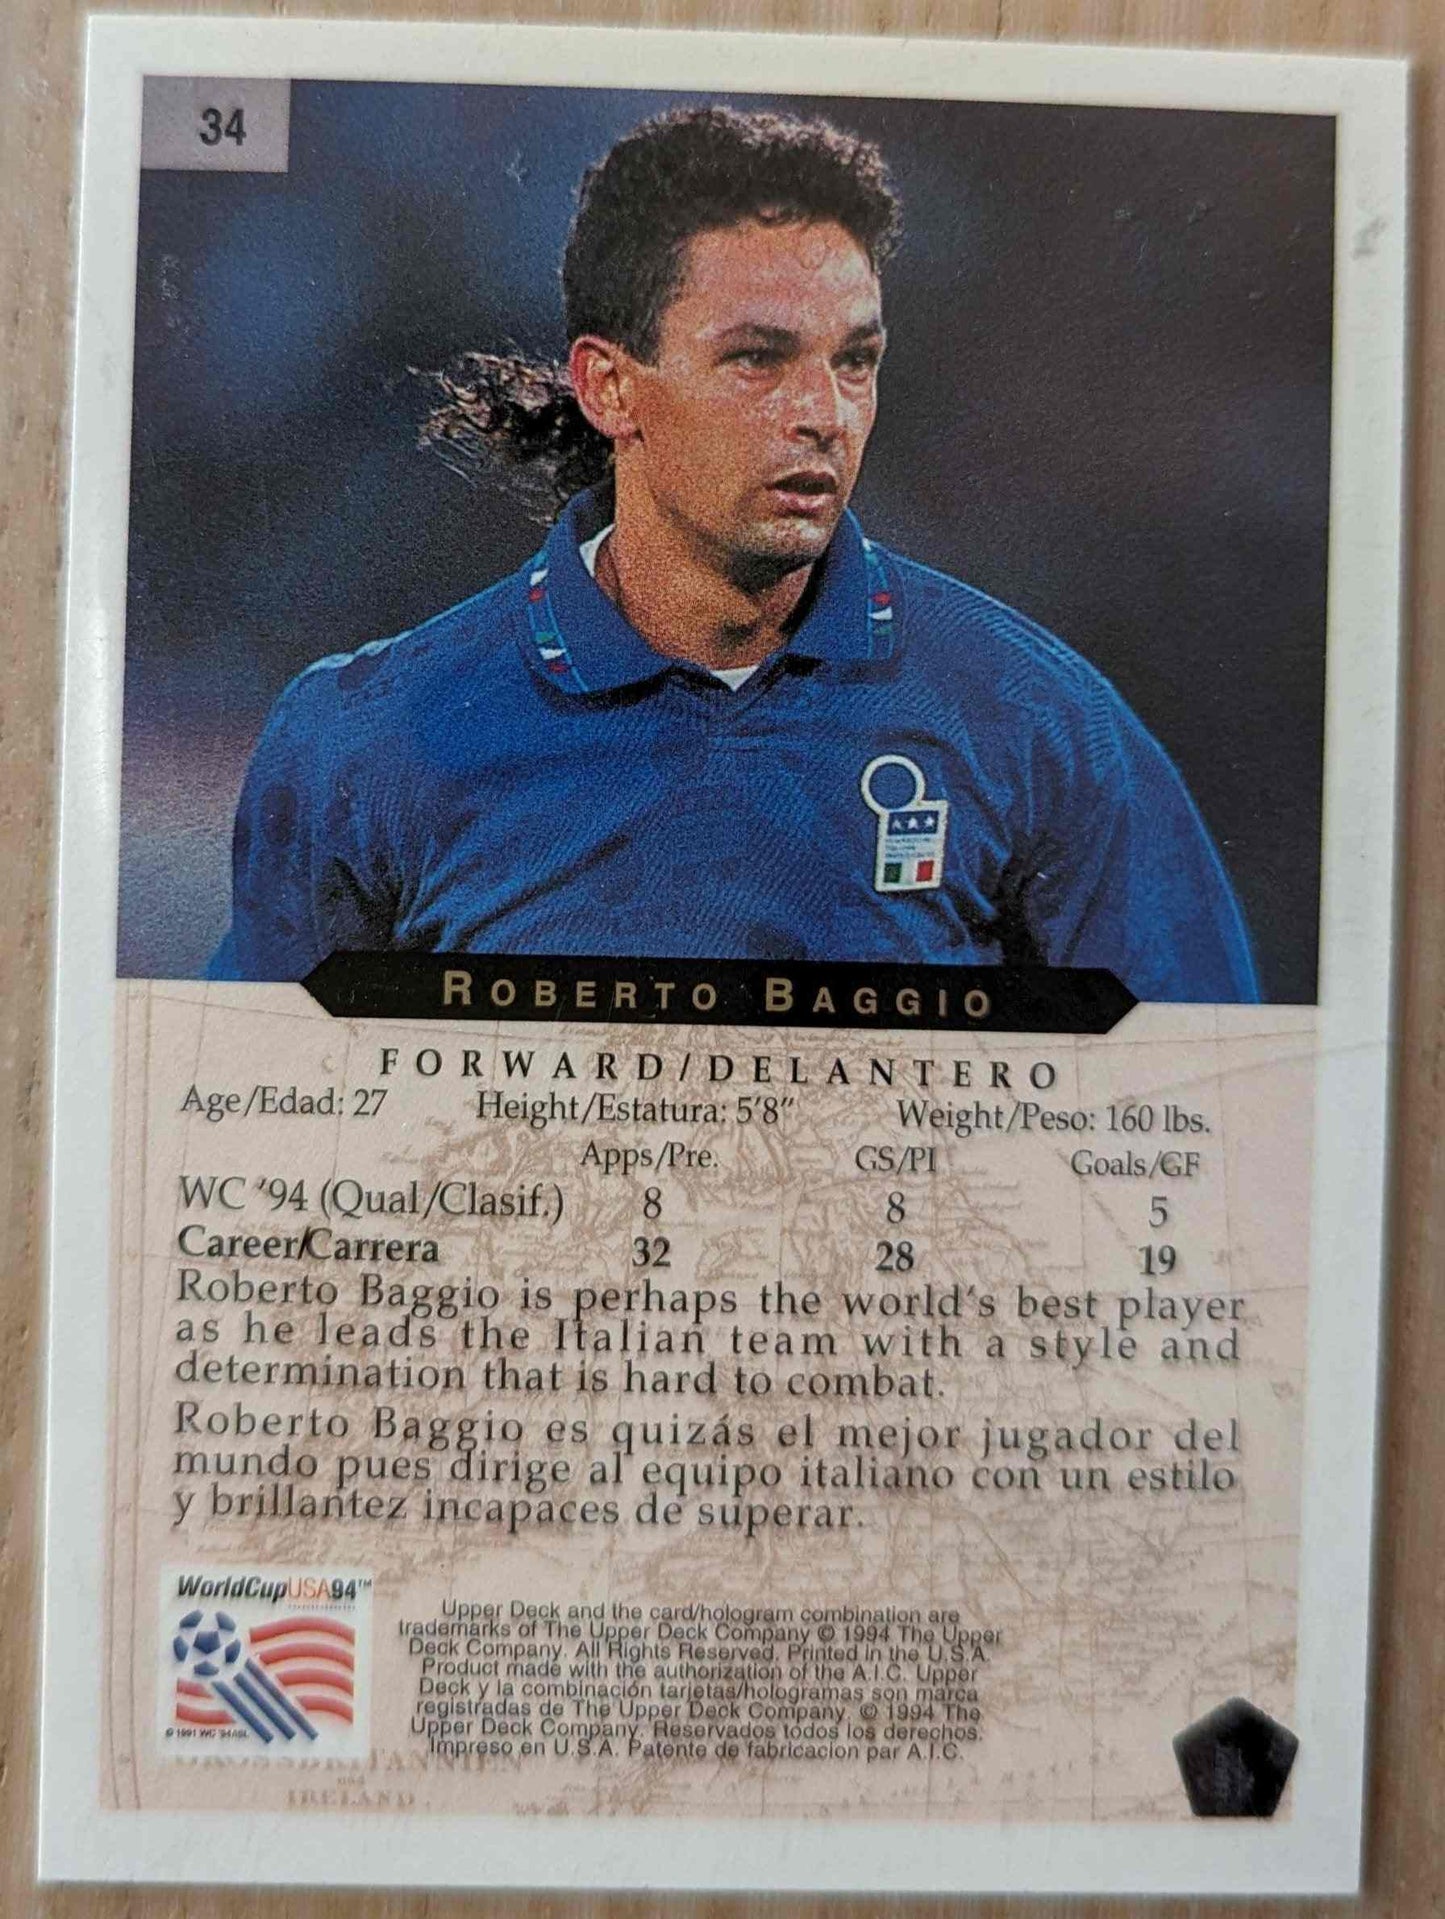 34
ROBERTO BAGGIO
FORWARD/DELANTERO
Age/Edad: 27 Height/Estatura: 5'8" Weight/Peso: 160 lbs.
Apps/Pre. GS/PI Goals/GF
WC '94 (Qual/Clasif.) 8 8 5
Career/Carrera 32 28 19
Roberto Baggio is perhaps the world's best player
as he leads the Italian team with a style and
determination that is hard to combat.
Roberto Baggio es quizás el mejor jugador del
mundo pues dirige al equipo italiano con un estilo
y brillantez incapaces de superar.
WorldCupUSA94™
© 1991 WC '94/ISL
Upper Deck and the card/hologram combination are
trademarks of The Upper Deck Company © 1994 The Upper
Deck Company. All Rights Reserved. Printed in the U.S.A.
Product made with the authorization of the A.I.C. Upper
Deck y la combinación tarjetas/hologramas son marca
registradas de The Upper Deck Company. © 1994 The
Upper Deck Company. Reservados todos los derechos.
Impreso en U.S.A. Patente de fabricacion par A.I.C.
GROSSBRITANNIEN
und
IRELAND